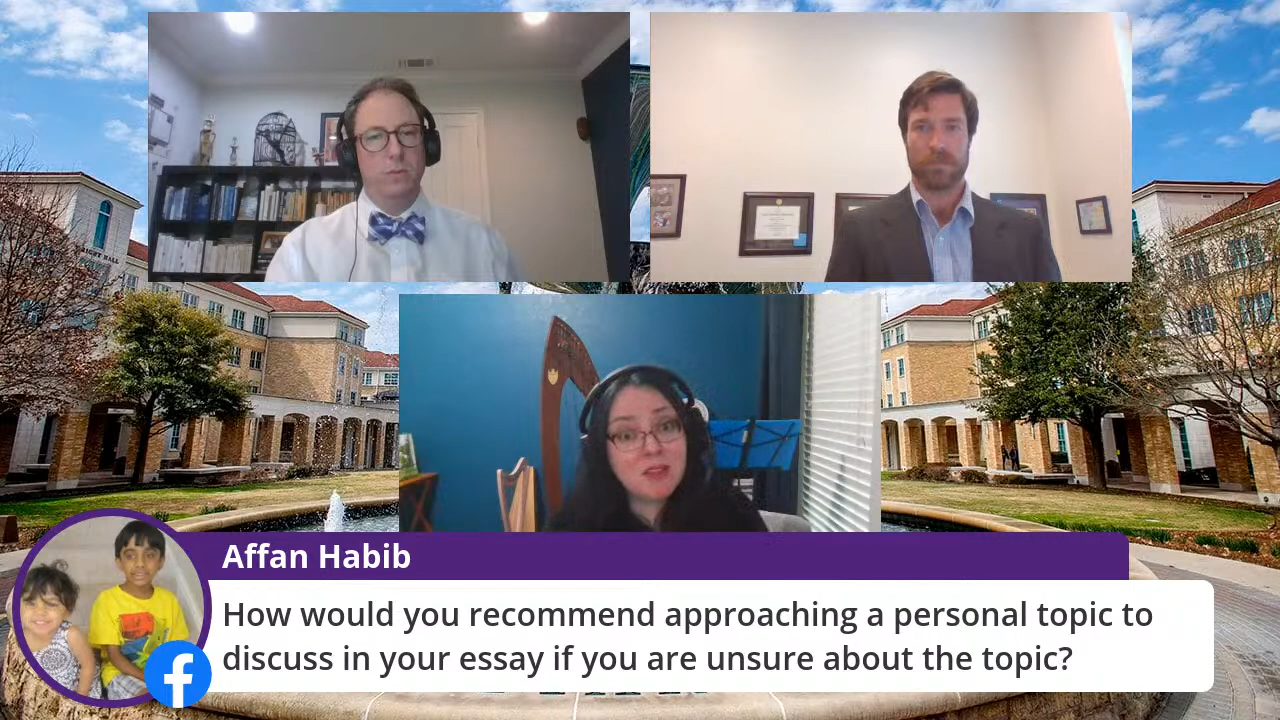 Affan Habib
How would you recommend approaching a personal topic to
discuss in your essay if you are unsure about the topic?